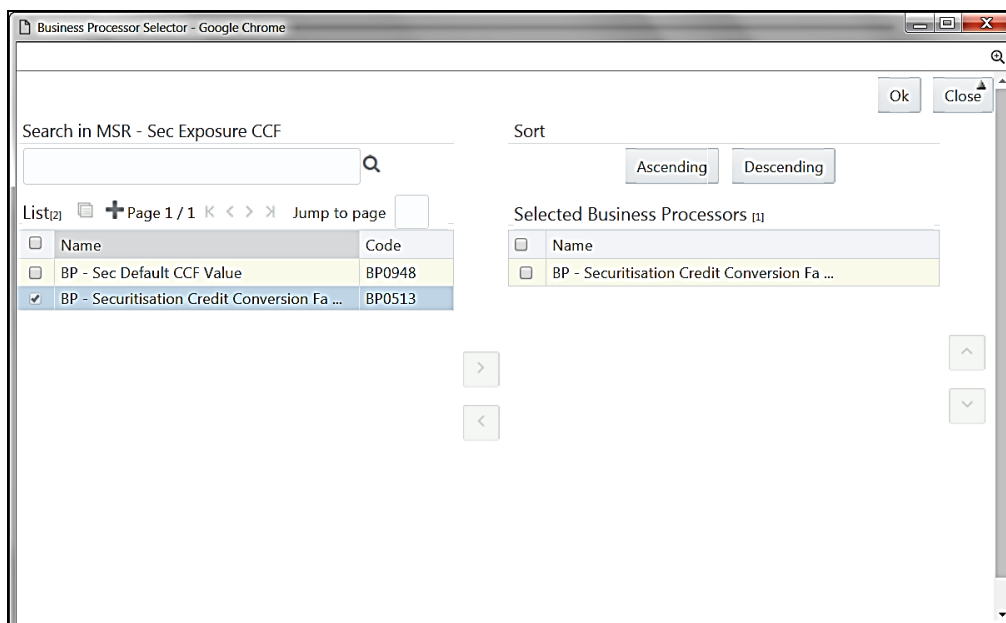 Business Processor Selector - Google Chrome
Ok Close
Search in MSR - Sec Exposure CCF
Sort
Ascending Descending
List[2] Page 1 / 1 Jump to page
Selected Business Processors [1]
Name Code
Name
BP - Sec Default CCF Value BP0948
BP - Securitisation Credit Conversion Fa ...
BP - Securitisation Credit Conversion Fa ... BP0513